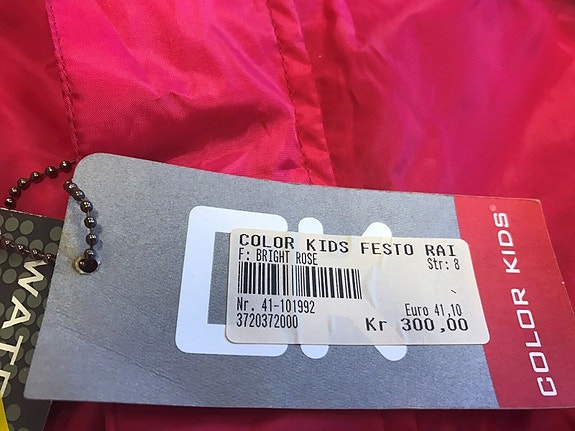 COLOR KIDS FESTO RAI
F: BRIGHT ROSE
Str: 8
Nr. 41-101992
3720372000
Euro 41,10
Kr 300,00
COLOR KIDS
WATE